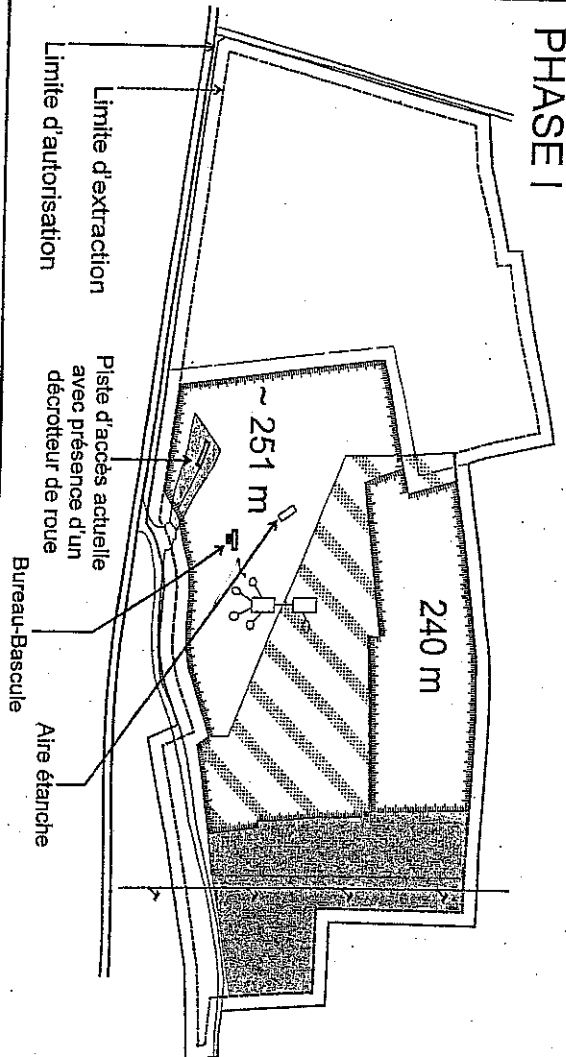 PHASE I
~ 251 m
240 m
Limite d'extraction
Limite d'autorisation
Piste d'accès actuelle
avec présence d'un
décrotteur de roue
Bureau-Bascule
Aire étanche